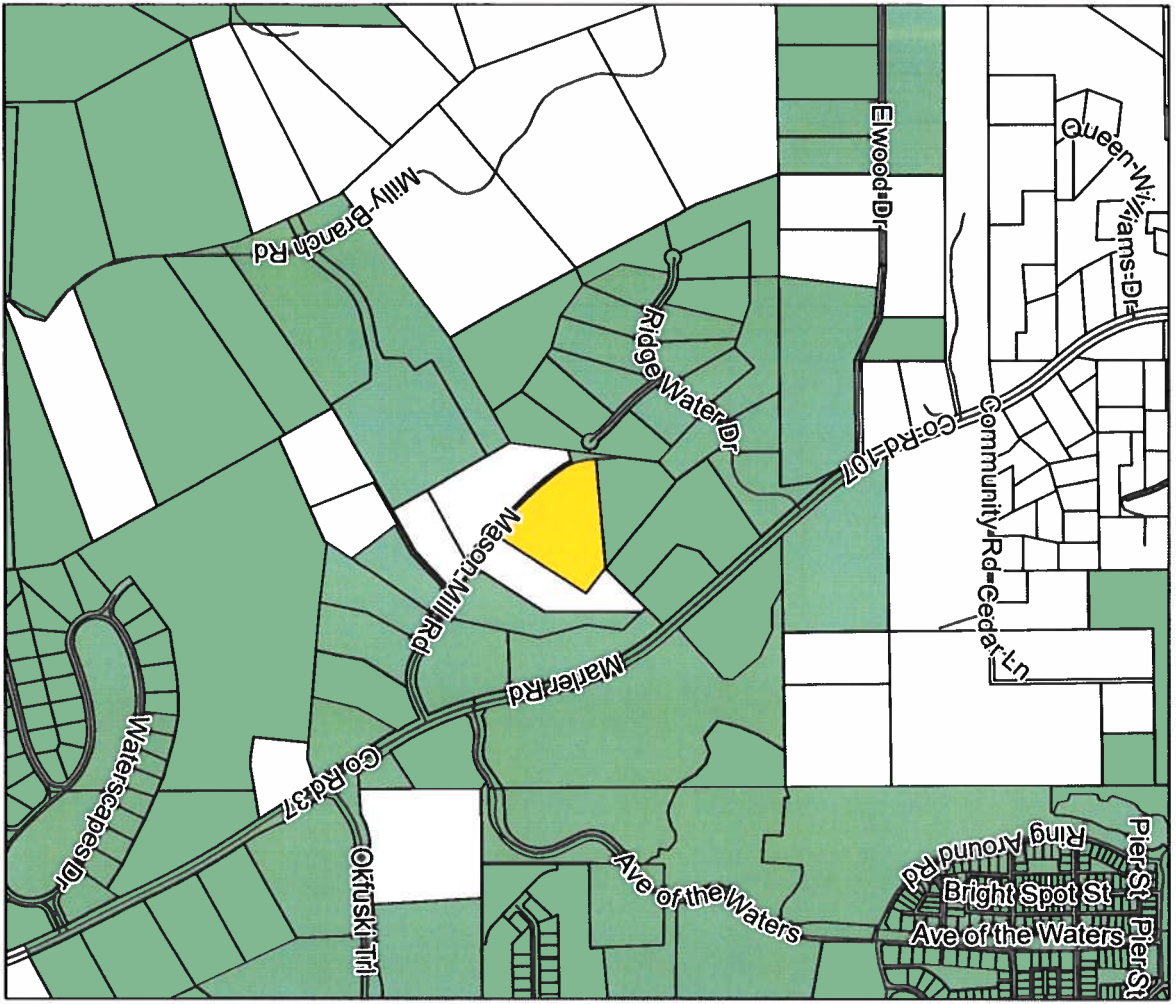 Elwood Dr
Queen Williams Dr
Milly Branch Rd
Ridge Water Dr
Co Rd 107
Community Rd
Cedar Ln
Mason Mill Rd
Marler Rd
Co Rd 37
Waterscapes Dr
Okfuski Trl
Ave of the Waters
Ring Around Rd
Pier St
Bright Spot St
Ave of the Waters
Pier St